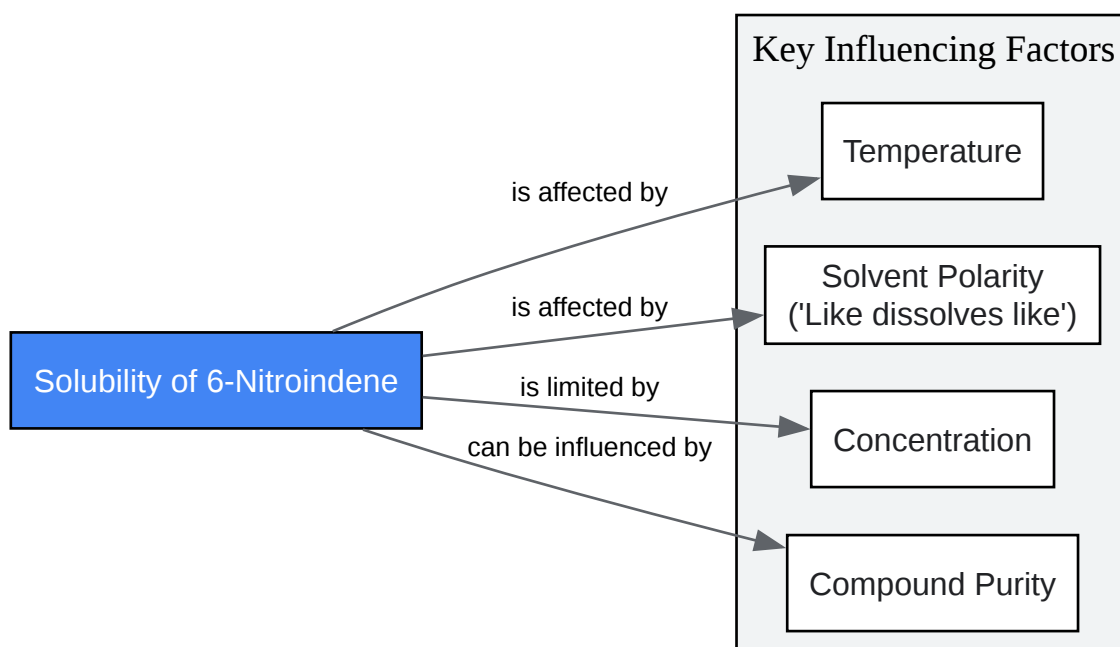 Key Influencing Factors
Temperature
is affected by
Solvent Polarity
('Like dissolves like')
is affected by
Solubility of 6-Nitroindene
is limited by
Concentration
can be influenced by
Compound Purity